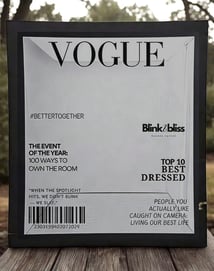 VOGUE
#BETTERTOGETHER
Blink&bliss
THE EVENT
OF THE YEAR:
100 WAYS TO
OWN THE ROOM
TOP 10
BEST
DRESSED
"WHEN THE SPOTLIGHT
HITS, WE DON'T BLINK
— WE SLAY."
PEOPLE YOU
ACTUALLY LIKE
CAUGHT ON CAMERA:
LIVING OUR BEST LIFE